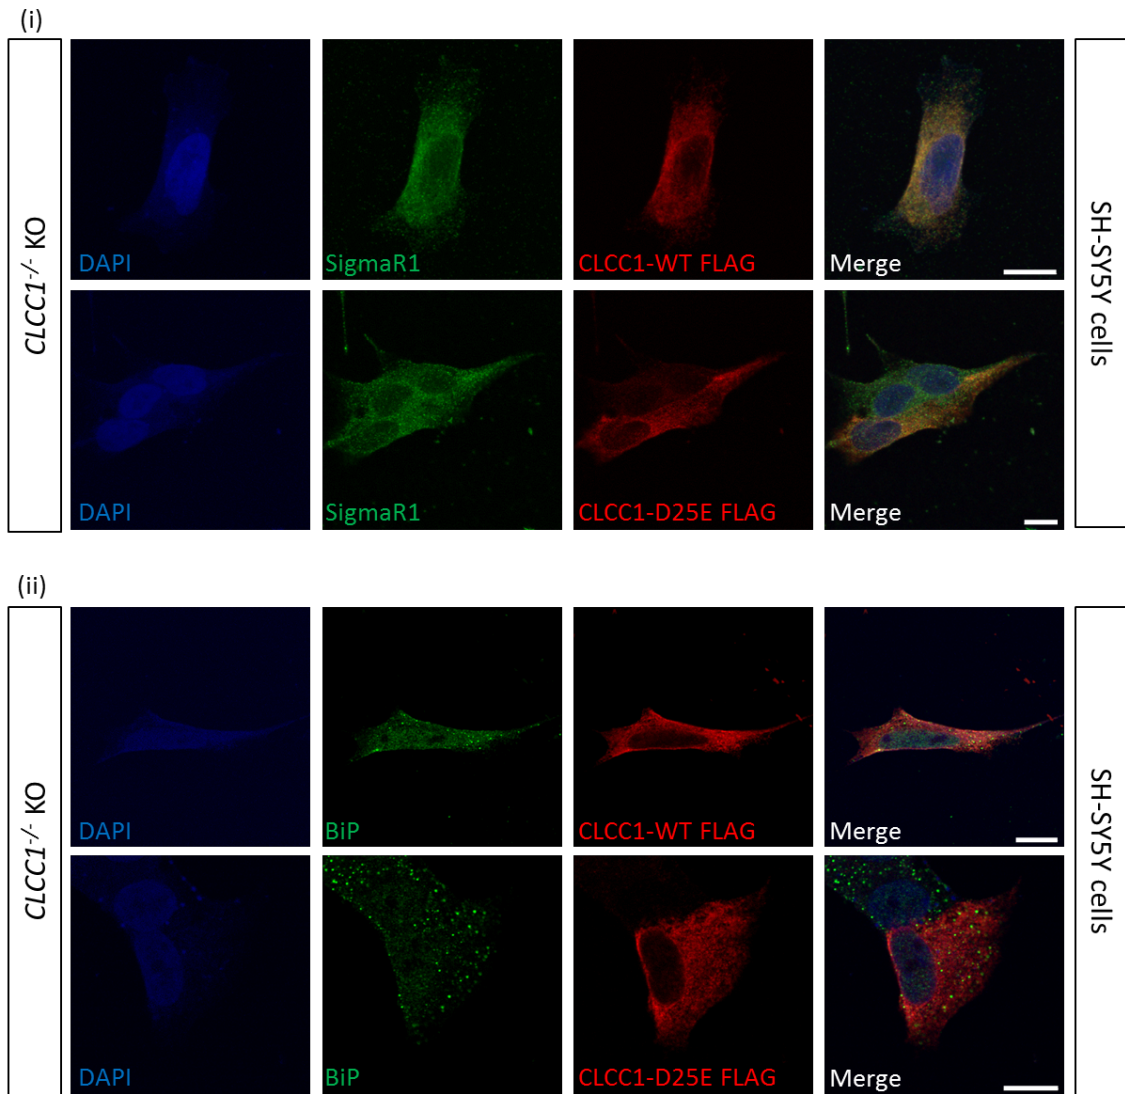 (i)
CLCC1-/- KO
DAPI
SigmaR1
CLCC1-WT FLAG
Merge
SH-SY5Y cells
DAPI
SigmaR1
CLCC1-D25E FLAG
Merge
(ii)
CLCC1-/- KO
DAPI
BiP
CLCC1-WT FLAG
Merge
SH-SY5Y cells
DAPI
BiP
CLCC1-D25E FLAG
Merge